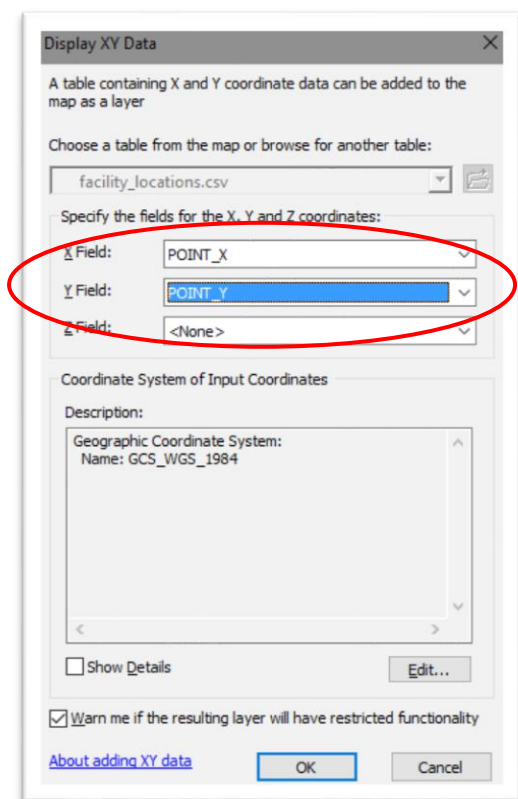 Display XY Data
A table containing X and Y coordinate data can be added to the
map as a layer
Choose a table from the map or browse for another table:
facility_locations.csv
Specify the fields for the X, Y and Z coordinates:
X Field:
POINT_X
Y Field:
POINT_Y
Z Field:
<None>
Coordinate System of Input Coordinates
Description:
Geographic Coordinate System:
Name: GCS_WGS_1984
Show Details
Edit...
Warn me if the resulting layer will have restricted functionality
About adding XY data
OK
Cancel